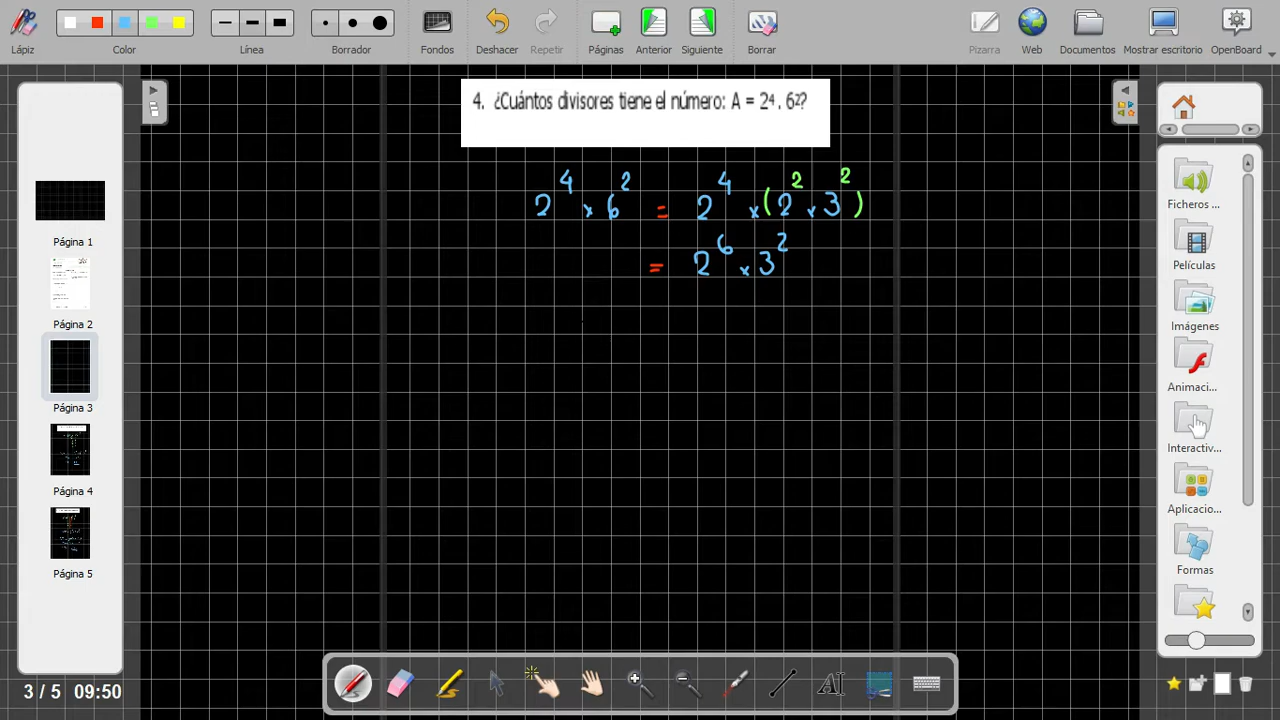 Lápiz Color Línea Borrador Fondos Deshacer Repetir Páginas Anterior Siguiente Borrar Pizarra Web Documentos Mostrar escritorio OpenBoard
4. ¿Cuántos divisores tiene el número: A = 2⁴ . 6²?
2⁴ × 6² = 2⁴ × (2² × 3²)
= 2⁶ × 3²
Página 1
Página 2
Página 3
Página 4
Página 5
3 / 5 09:50
Ficheros ...
Películas
Imágenes
Animaci...
Interactiv...
Aplicacio...
Formas
AI